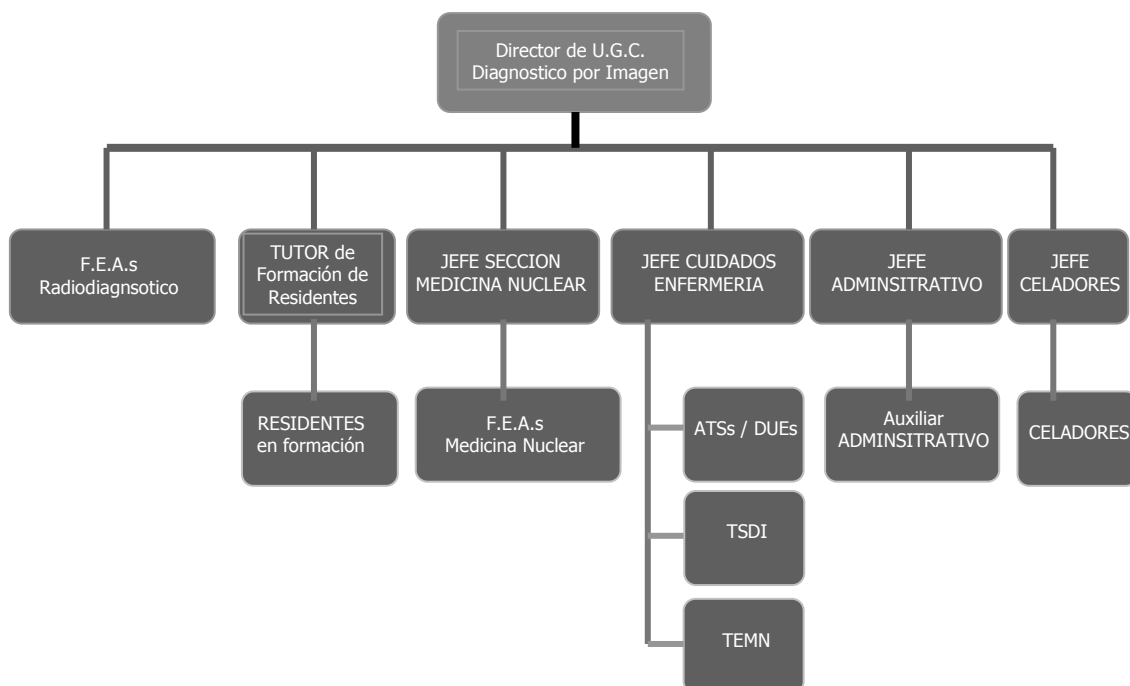 Director de U.G.C.
Diagnostico por Imagen
F.E.A.s
Radiodiagnsotico
TUTOR de
Formación de
Residentes
JEFE SECCION
MEDICINA NUCLEAR
JEFE CUIDADOS
ENFERMERIA
JEFE
ADMINSITRATIVO
JEFE
CELADORES
RESIDENTES
en formación
F.E.A.s
Medicina Nuclear
ATSs / DUEs
Auxiliar
ADMINSITRATIVO
CELADORES
TSDI
TEMN